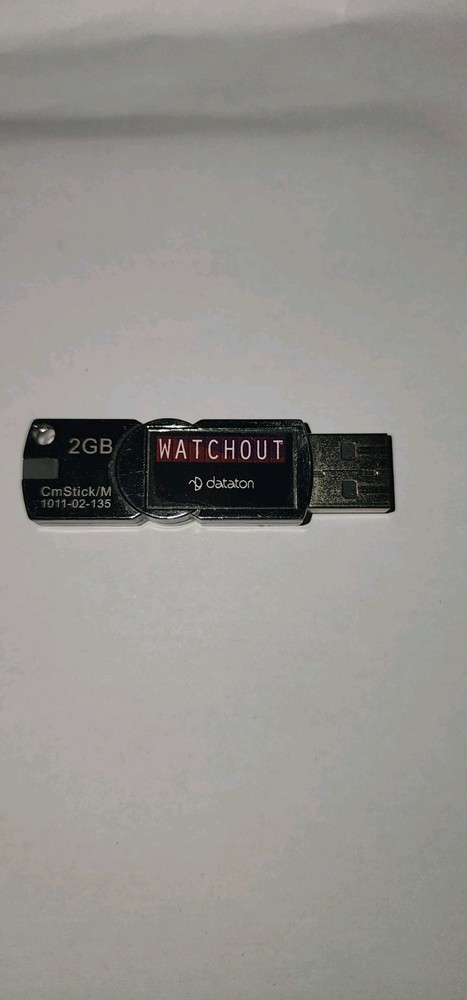 2GB
CmStick/M
1011-02-135
WATCHOUT
dataton